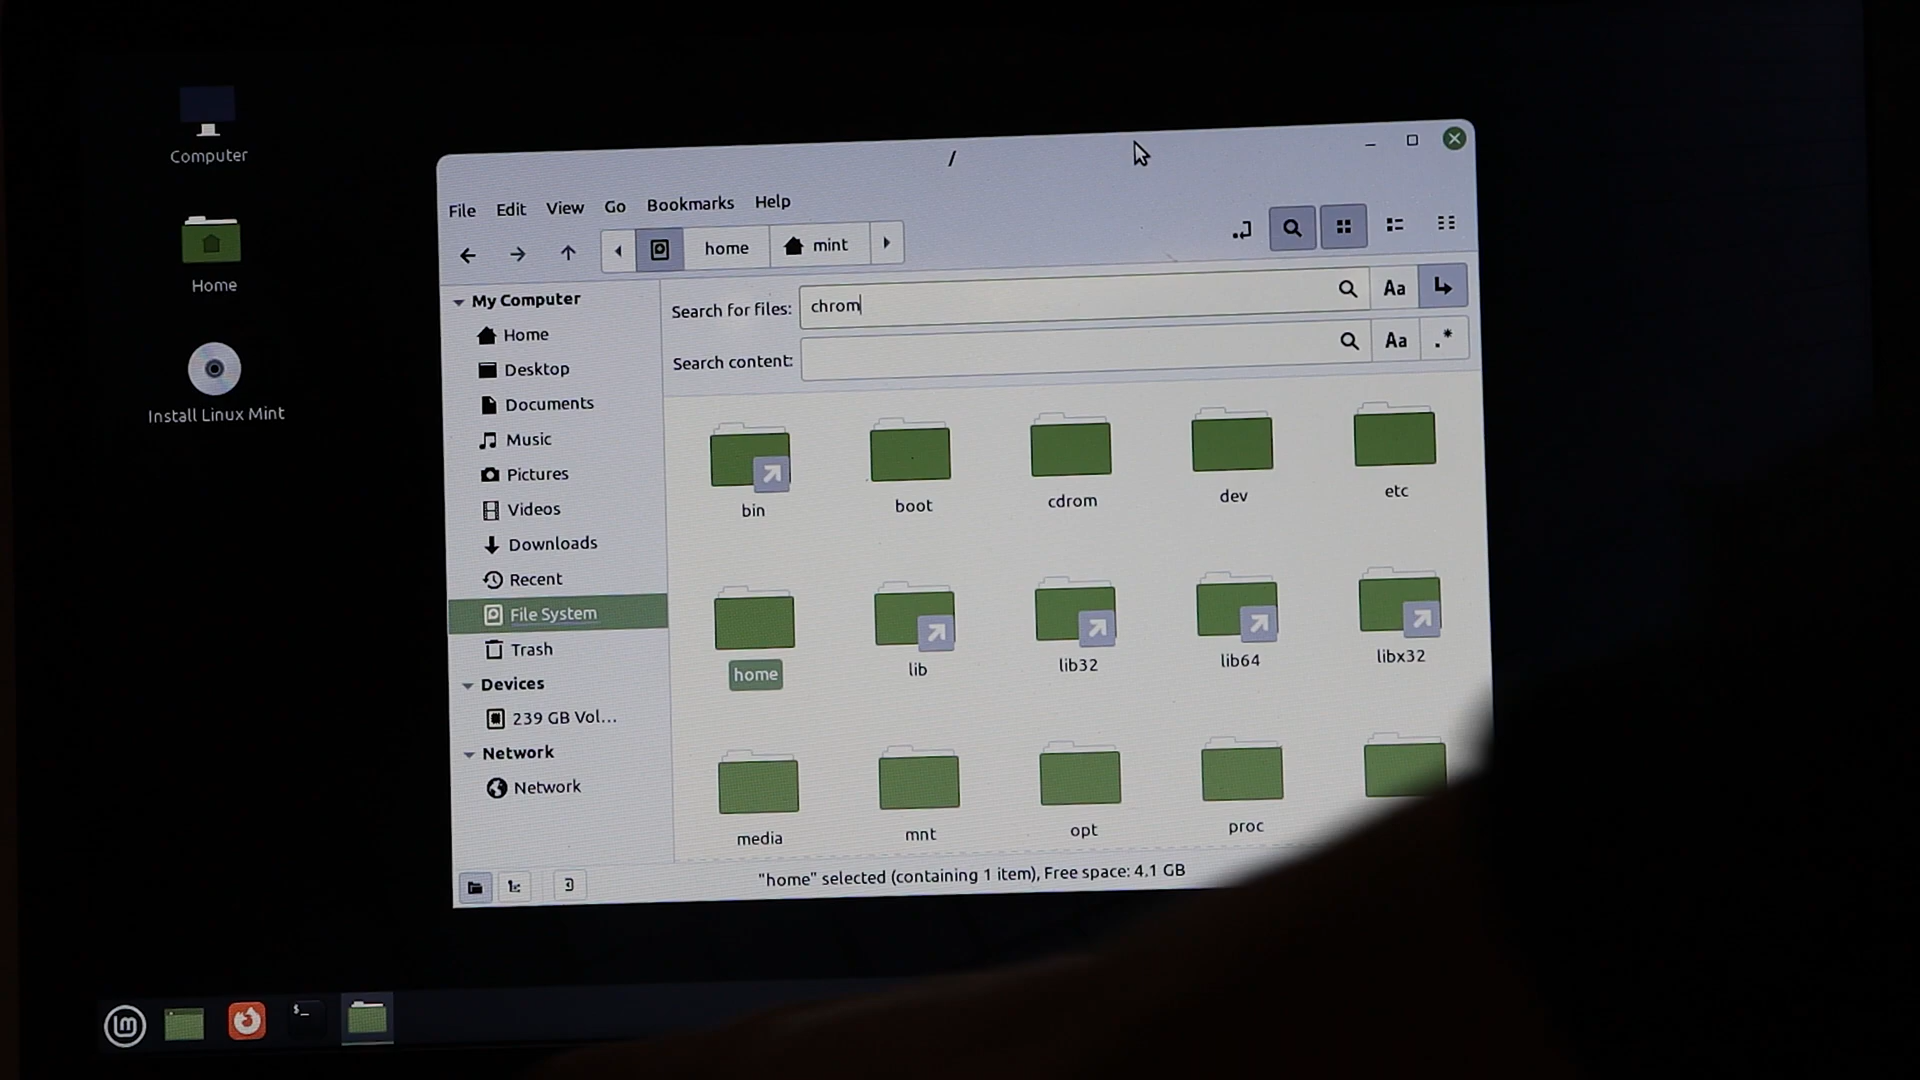 Computer
Home
Install Linux Mint
/
File Edit View Go Bookmarks Help
home mint
My Computer
Home
Desktop
Documents
Music
Pictures
Videos
Downloads
Recent
File System
Trash
Devices
239 GB Vol...
Network
Network
Search for files: chrom Aa
Search content: Aa .*
bin boot cdrom dev etc
home lib lib32 lib64 libx32
media mnt opt proc
"home" selected (containing 1 item), Free space: 4.1 GB
lm $_